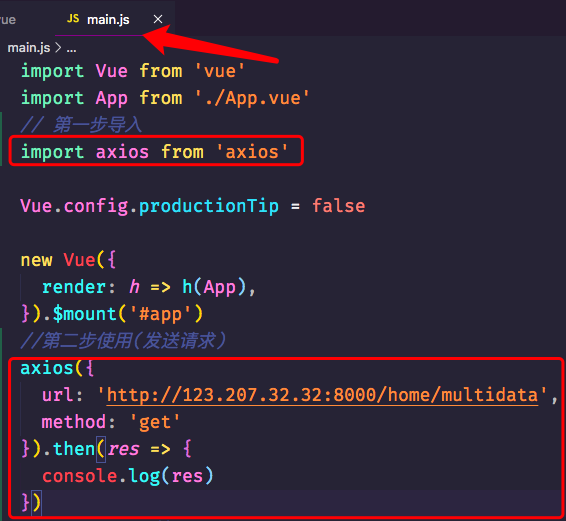 ue
JS main.js ×
main.js > ...
import Vue from 'vue'
import App from './App.vue'
// 第一步导入
import axios from 'axios'
Vue.config.productionTip = false
new Vue({
render: h => h(App),
}).$mount('#app')
//第二步使用(发送请求)
axios({
url: 'http://123.207.32.32:8000/home/multidata',
method: 'get'
}).then(res => {
console.log(res)
})